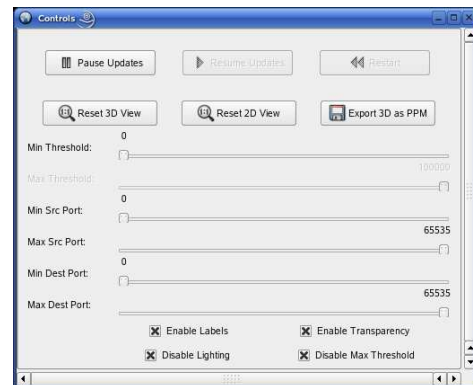 Controls
Pause Updates
Resume Updates
Restart
Reset 3D View
Reset 2D View
Export 3D as PPM
0
Min Threshold:
100000
Max Threshold:
0
Min Src Port:
65535
Max Src Port:
0
Min Dest Port:
65535
Max Dest Port:
Enable Labels
Enable Transparency
Disable Lighting
Disable Max Threshold